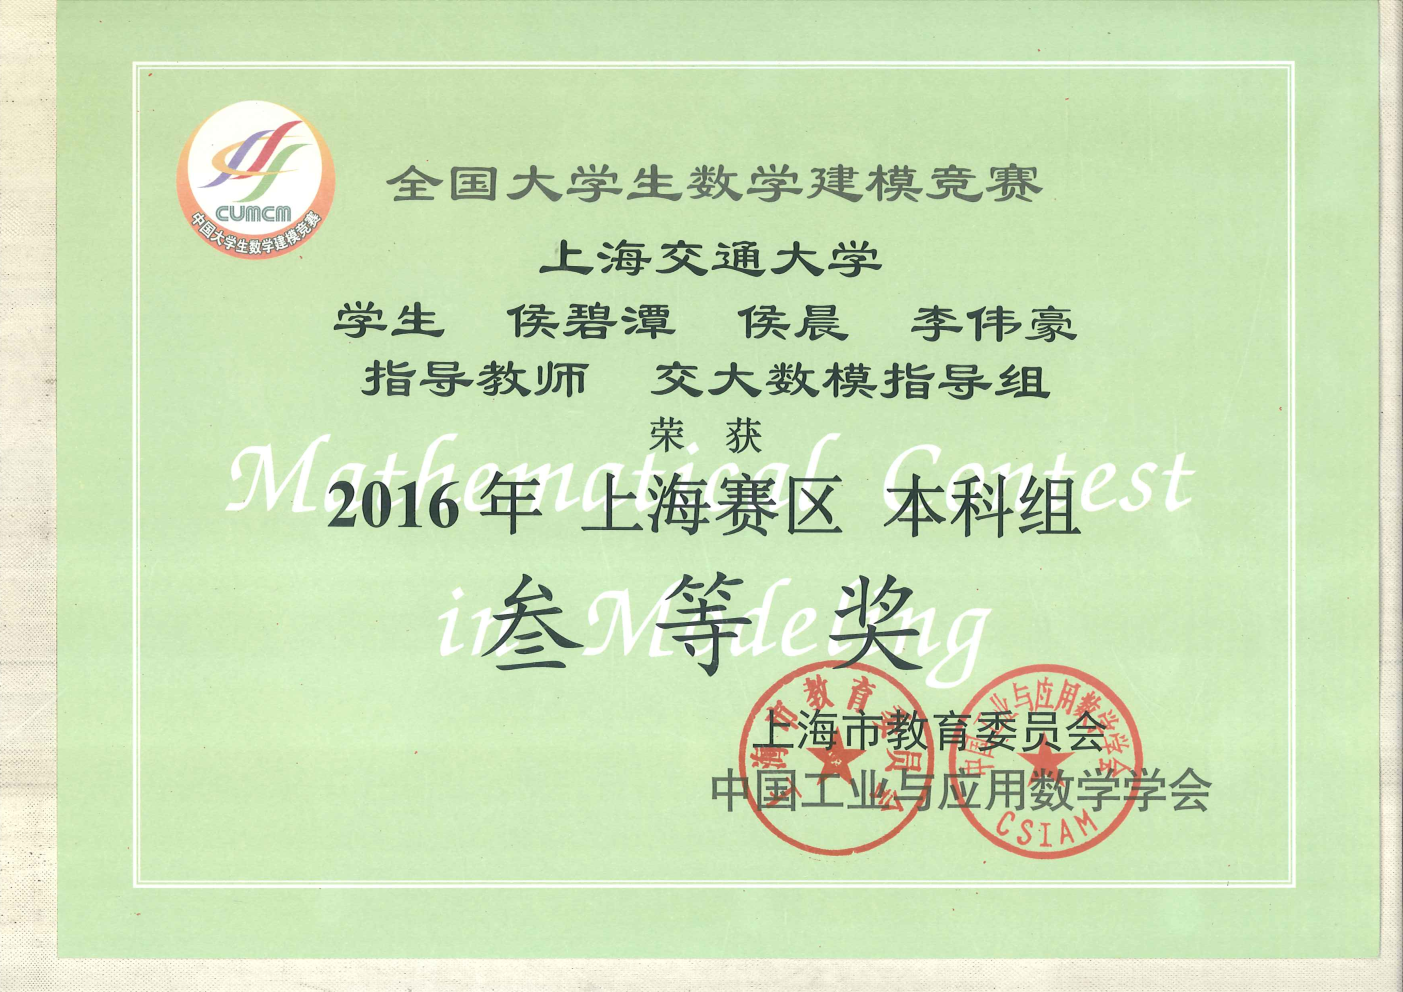 CUMCM
中国大学生数学建模竞赛
全国大学生数学建模竞赛
上海交通大学
学生 侯碧潭 侯晨 李伟豪
指导教师 交大数模指导组
荣 获
Mathematical Contest
2016 年 上海赛区 本科组
in Modeling
叁 等 奖
上海市教育委员会
中国工业与应用数学学会
上海市教育委员会
中国工业与应用数学学会
CSIAM